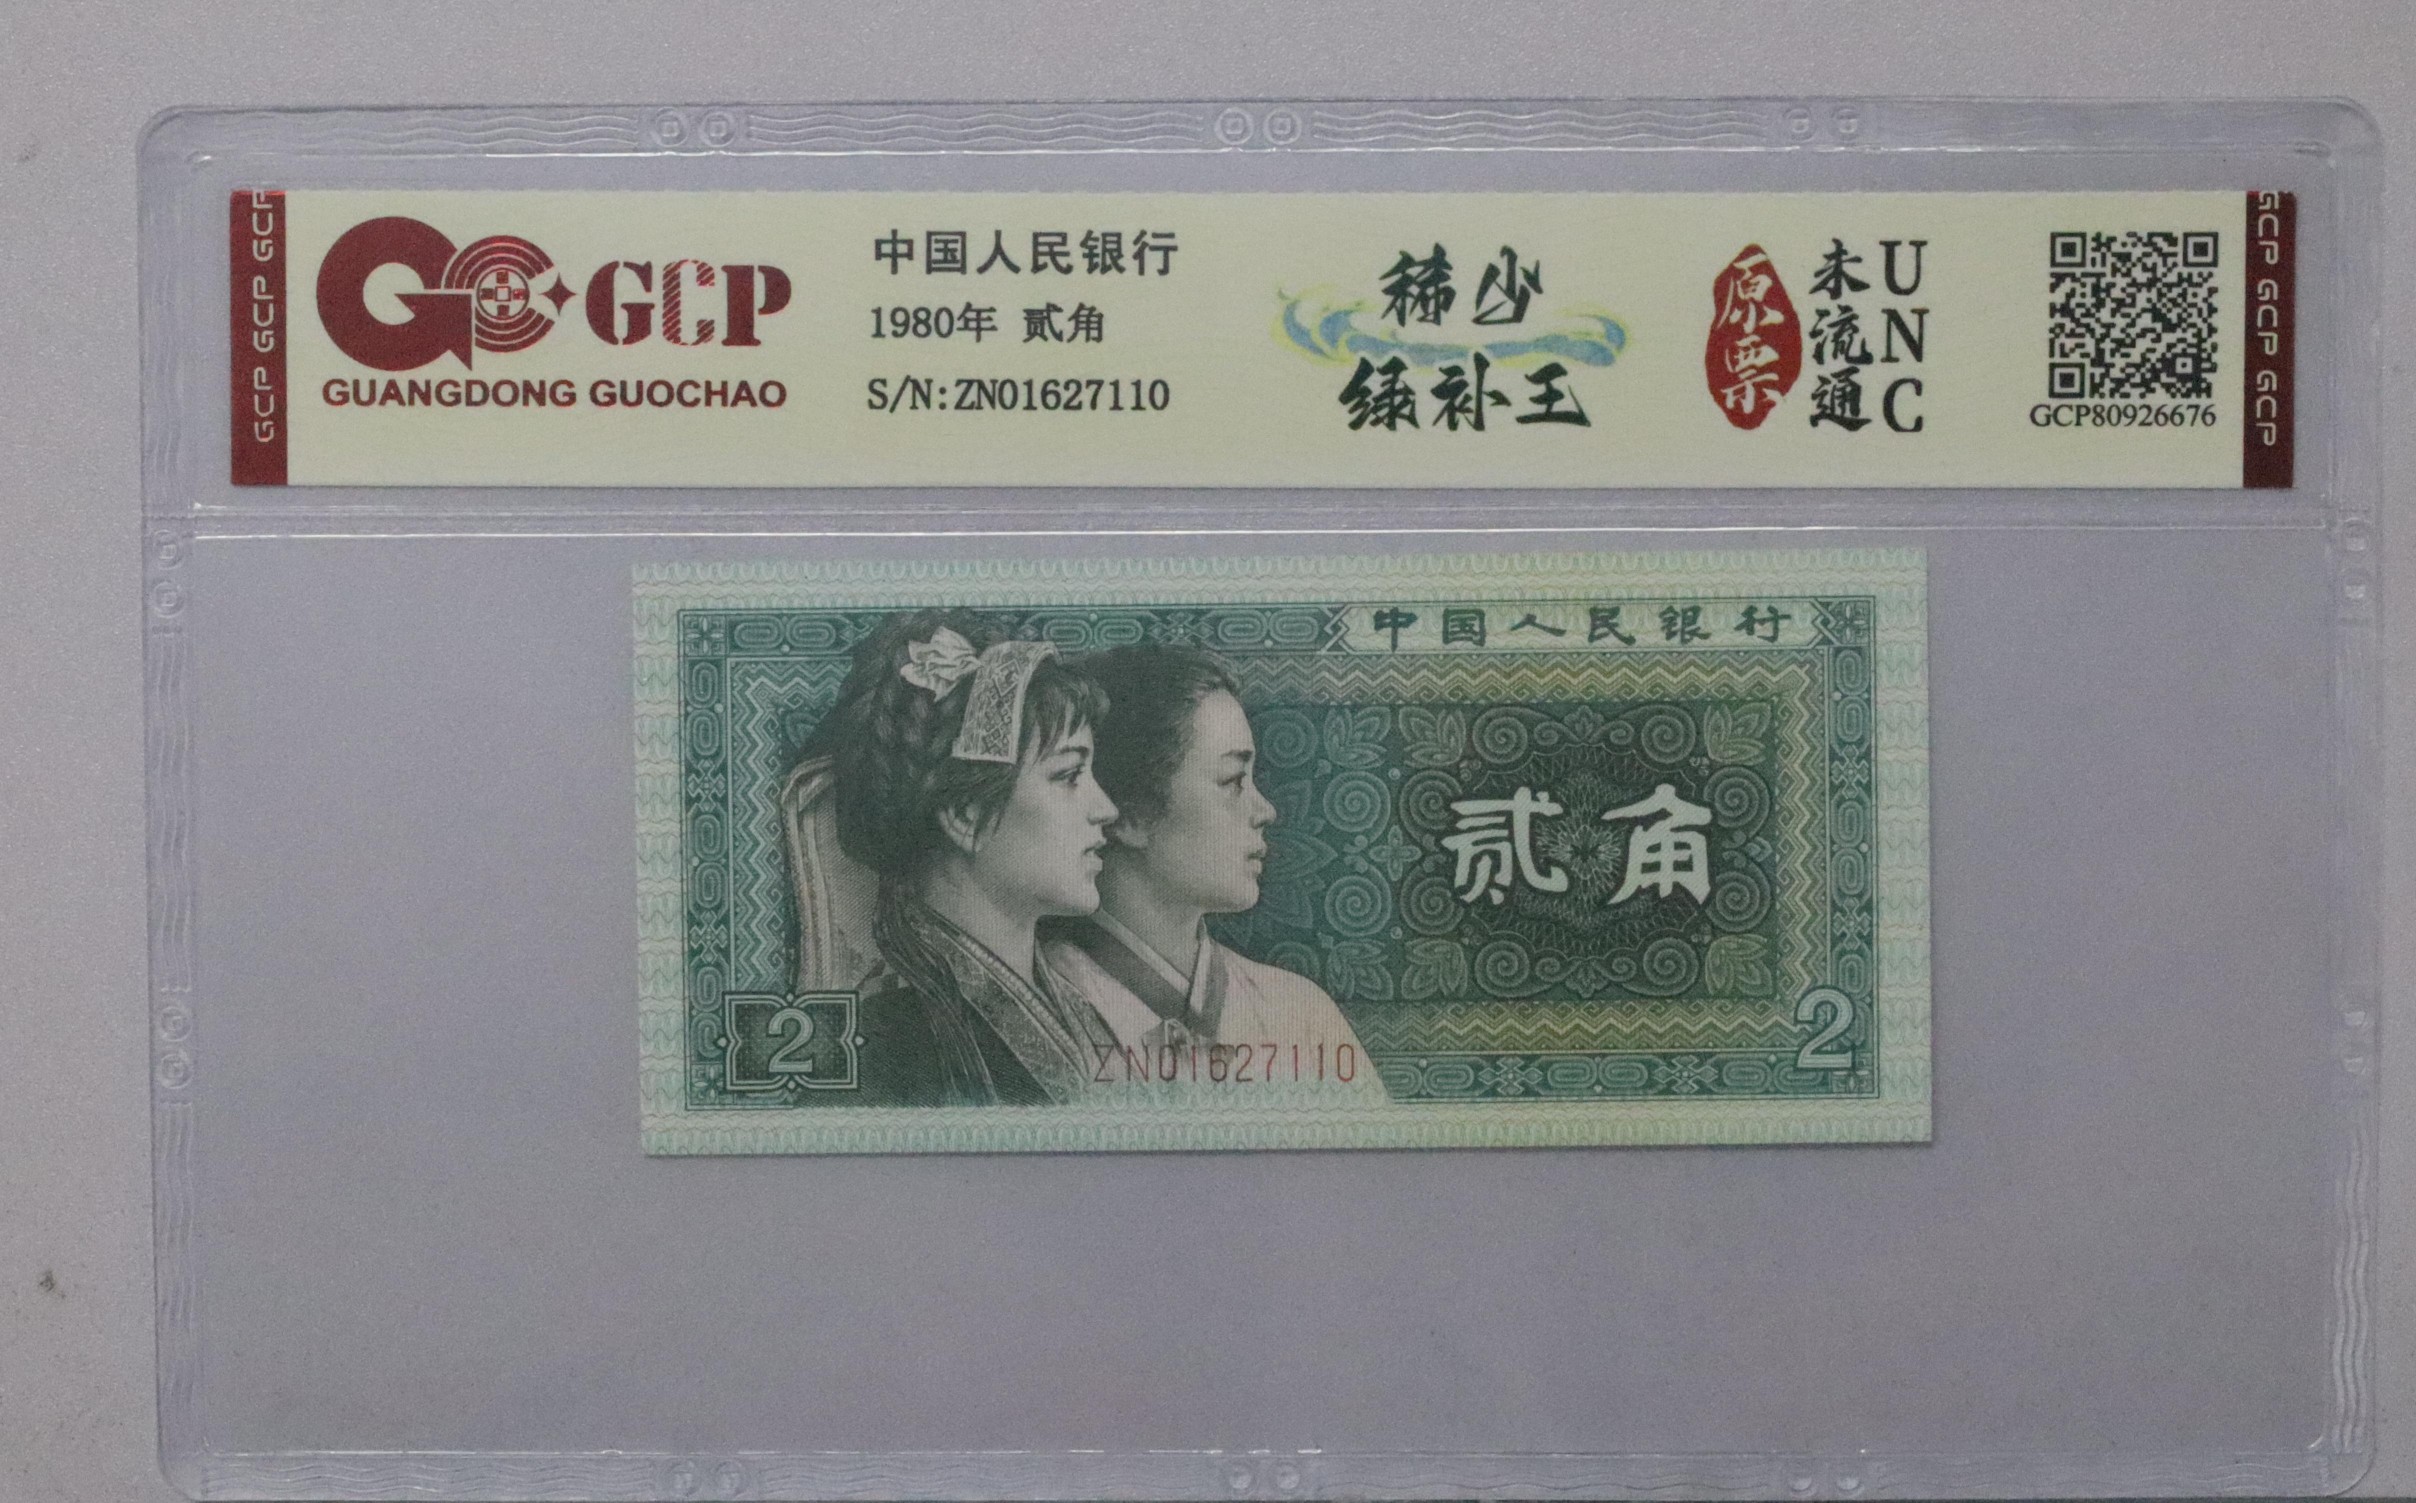 GCP GCP GCP
GCP
GUANGDONG GUOCHAO
中国人民银行
1980年 贰角
S/N:ZN01627110
稀少
绿补王
原票
未流通
UNC
GCP80926676
GCP GCP GCP
中国人民银行
贰角
2
ZN01627110
2